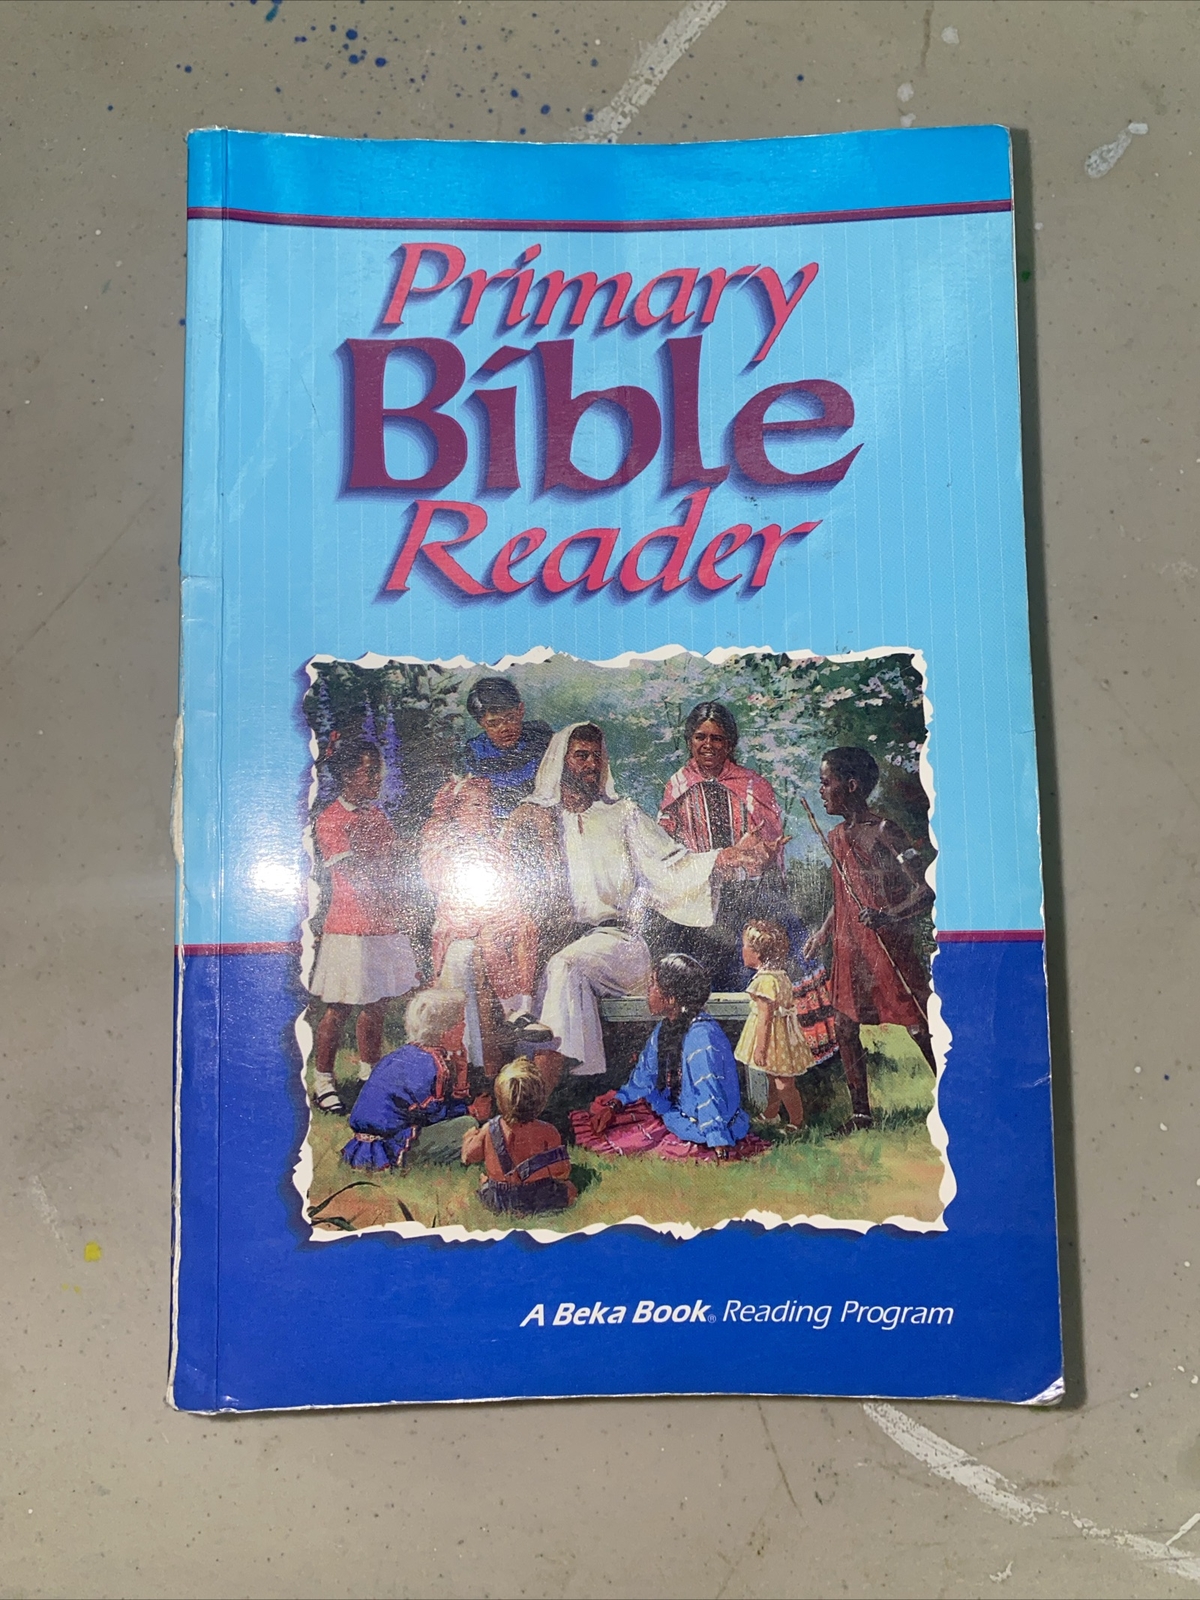 Primary
Bible
Reader
A Beka Book® Reading Program